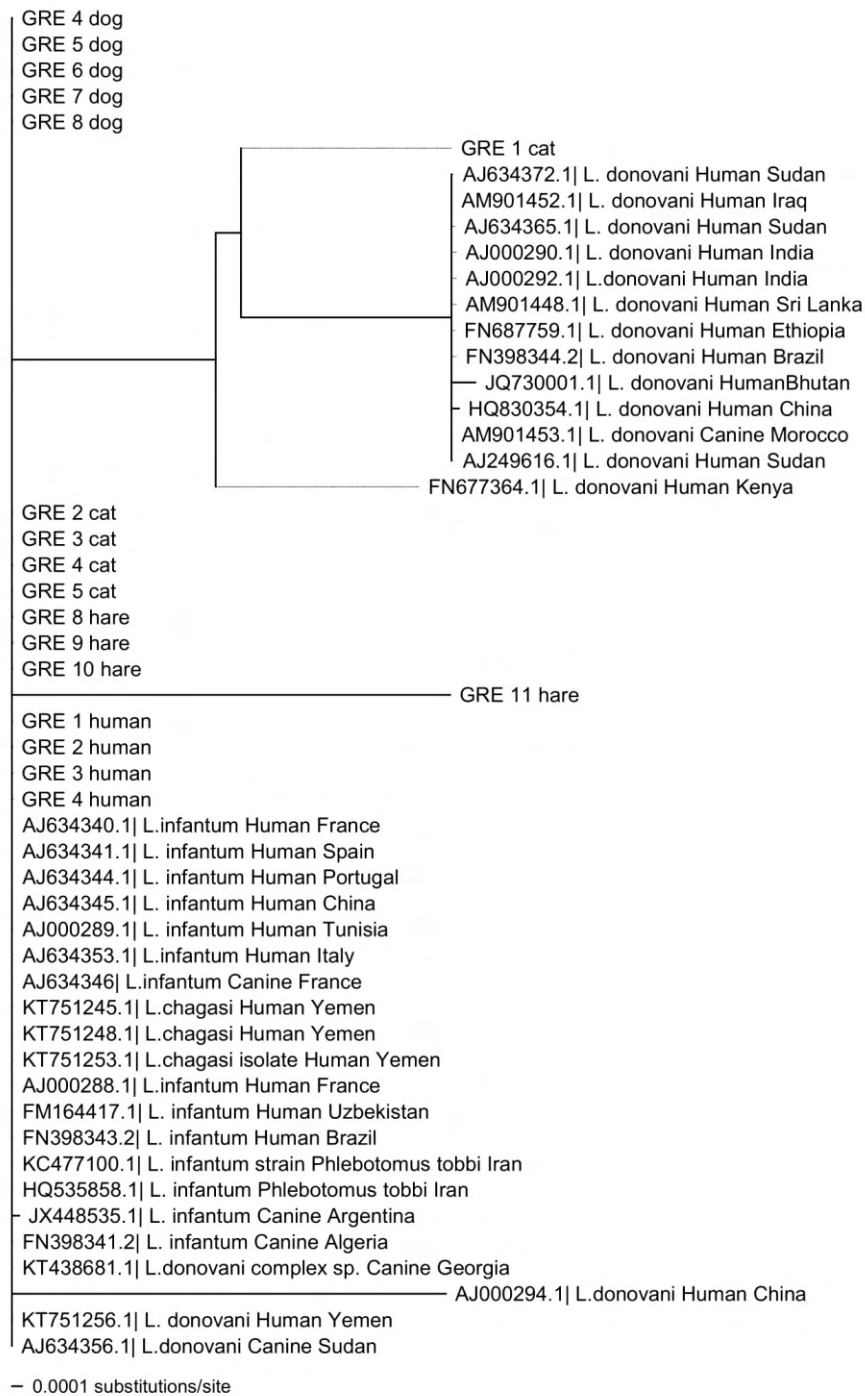 GRE 4 dog
GRE 5 dog
GRE 6 dog
GRE 7 dog
GRE 8 dog
GRE 1 cat
AJ634372.1| L. donovani Human Sudan
AM901452.1| L. donovani Human Iraq
AJ634365.1| L. donovani Human Sudan
AJ000290.1| L. donovani Human India
AJ000292.1| L.donovani Human India
AM901448.1| L. donovani Human Sri Lanka
FN687759.1| L. donovani Human Ethiopia
FN398344.2| L. donovani Human Brazil
JQ730001.1| L. donovani HumanBhutan
HQ830354.1| L. donovani Human China
AM901453.1| L. donovani Canine Morocco
AJ249616.1| L. donovani Human Sudan
FN677364.1| L. donovani Human Kenya
GRE 2 cat
GRE 3 cat
GRE 4 cat
GRE 5 cat
GRE 8 hare
GRE 9 hare
GRE 10 hare
GRE 11 hare
GRE 1 human
GRE 2 human
GRE 3 human
GRE 4 human
AJ634340.1| L.infantum Human France
AJ634341.1| L. infantum Human Spain
AJ634344.1| L. infantum Human Portugal
AJ634345.1| L. infantum Human China
AJ000289.1| L. infantum Human Tunisia
AJ634353.1| L.infantum Human Italy
AJ634346| L.infantum Canine France
KT751245.1| L.chagasi Human Yemen
KT751248.1| L.chagasi Human Yemen
KT751253.1| L.chagasi isolate Human Yemen
AJ000288.1| L.infantum Human France
FM164417.1| L. infantum Human Uzbekistan
FN398343.2| L. infantum Human Brazil
KC477100.1| L. infantum strain Phlebotomus tobbi Iran
HQ535858.1| L. infantum Phlebotomus tobbi Iran
JX448535.1| L. infantum Canine Argentina
FN398341.2| L. infantum Canine Algeria
KT438681.1| L.donovani complex sp. Canine Georgia
AJ000294.1| L.donovani Human China
KT751256.1| L. donovani Human Yemen
AJ634356.1| L.donovani Canine Sudan
0.0001 substitutions/site